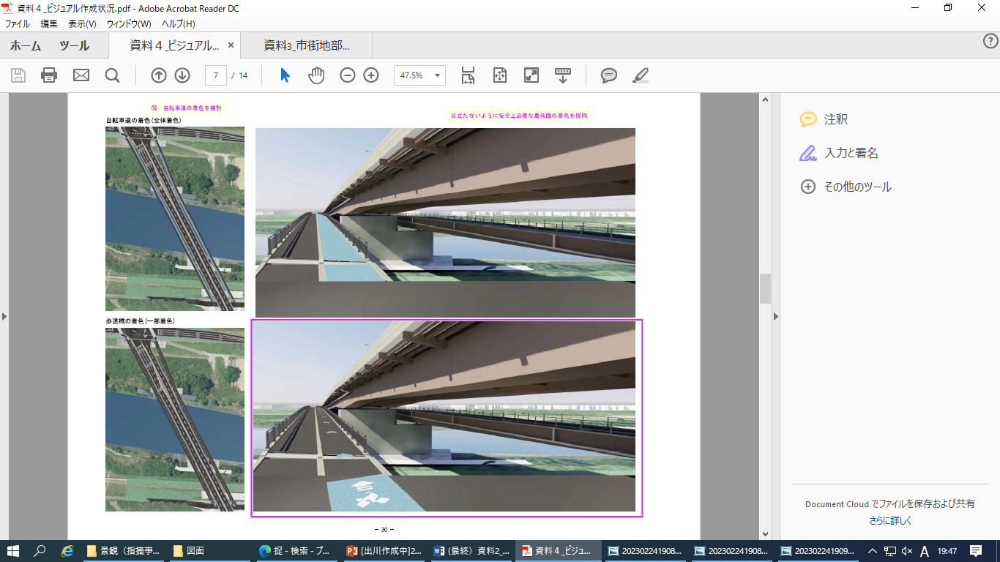 資料４_ビジュアル作成状況.pdf - Adobe Acrobat Reader DC
ファイル 編集 表示(V) ウィンドウ(W) ヘルプ(H)
ホーム ツール 資料４_ビジュアル... × 資料3_市街地部...
7 / 14 47.5%
⑯ 自転車道の着色を検討
目立たないように安全上必要な最低限の着色を採用
自転車道の着色(全体着色)
歩道橋の着色(一部着色)
－ 30 －
注釈
入力と署名
その他のツール
Document Cloud でファイルを保存および共有
さらに詳しく
景観（指摘事... 図面 捉 - 検索 - プ... [出川作成中]2... (最終）資料2_... 資料４_ビジュ... 202302241908... 202302241908... 202302241909... A 19:47